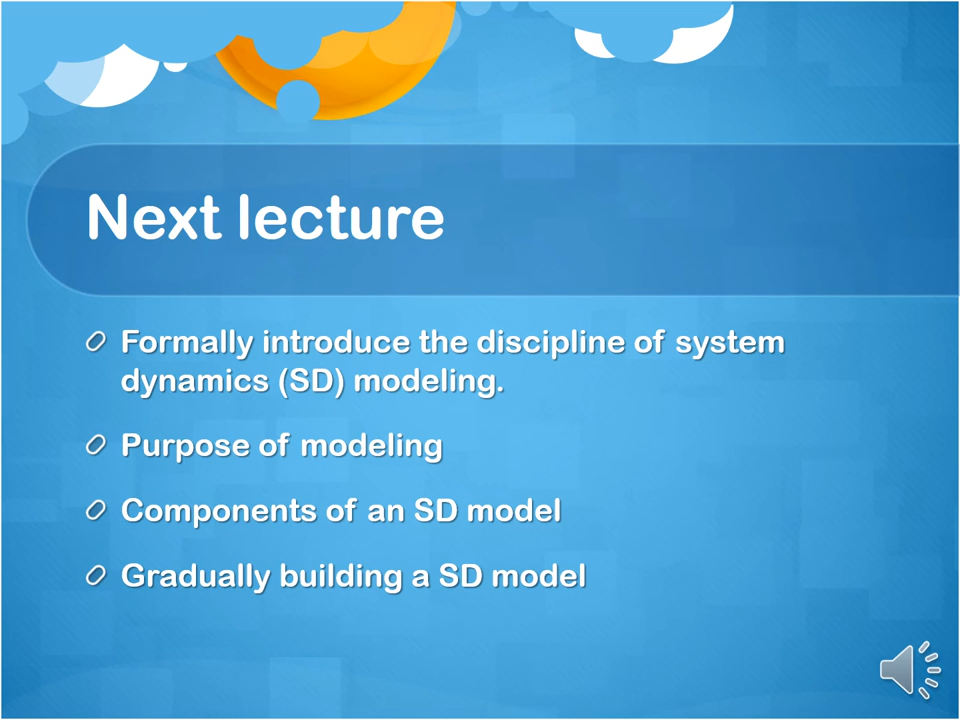 Next lecture
Formally introduce the discipline of system
dynamics (SD) modeling.
Purpose of modeling
Components of an SD model
Gradually building a SD model